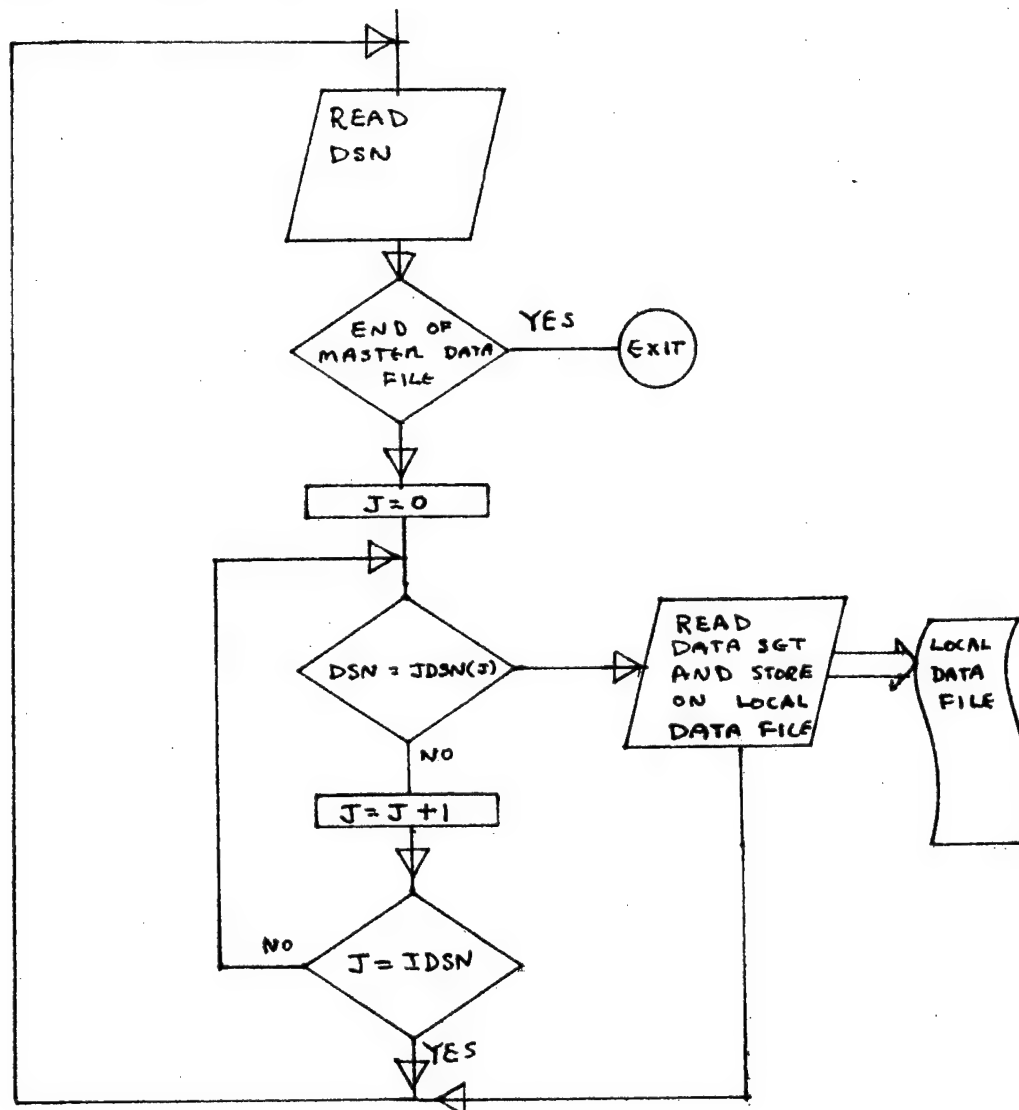 READ
DSN
END OF
MASTER DATA
FILE
YES
EXIT
J=0
DSN = JDSN(J)
READ
DATA SGT
AND STORE
ON LOCAL
DATA FILE
LOCAL
DATA
FILE
NO
J=J+1
NO
J=IDSN
YES